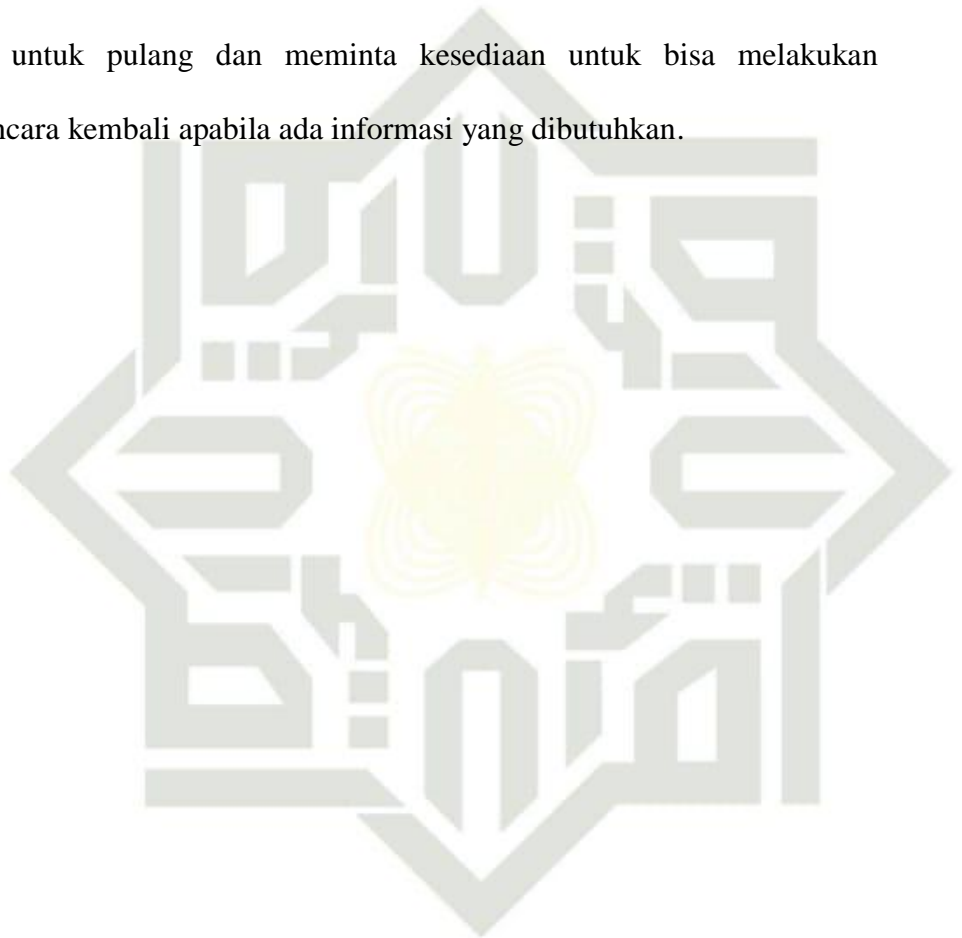 untuk pulang dan meminta kesediaan untuk bisa melakukan
ncara kembali apabila ada informasi yang dibutuhkan.